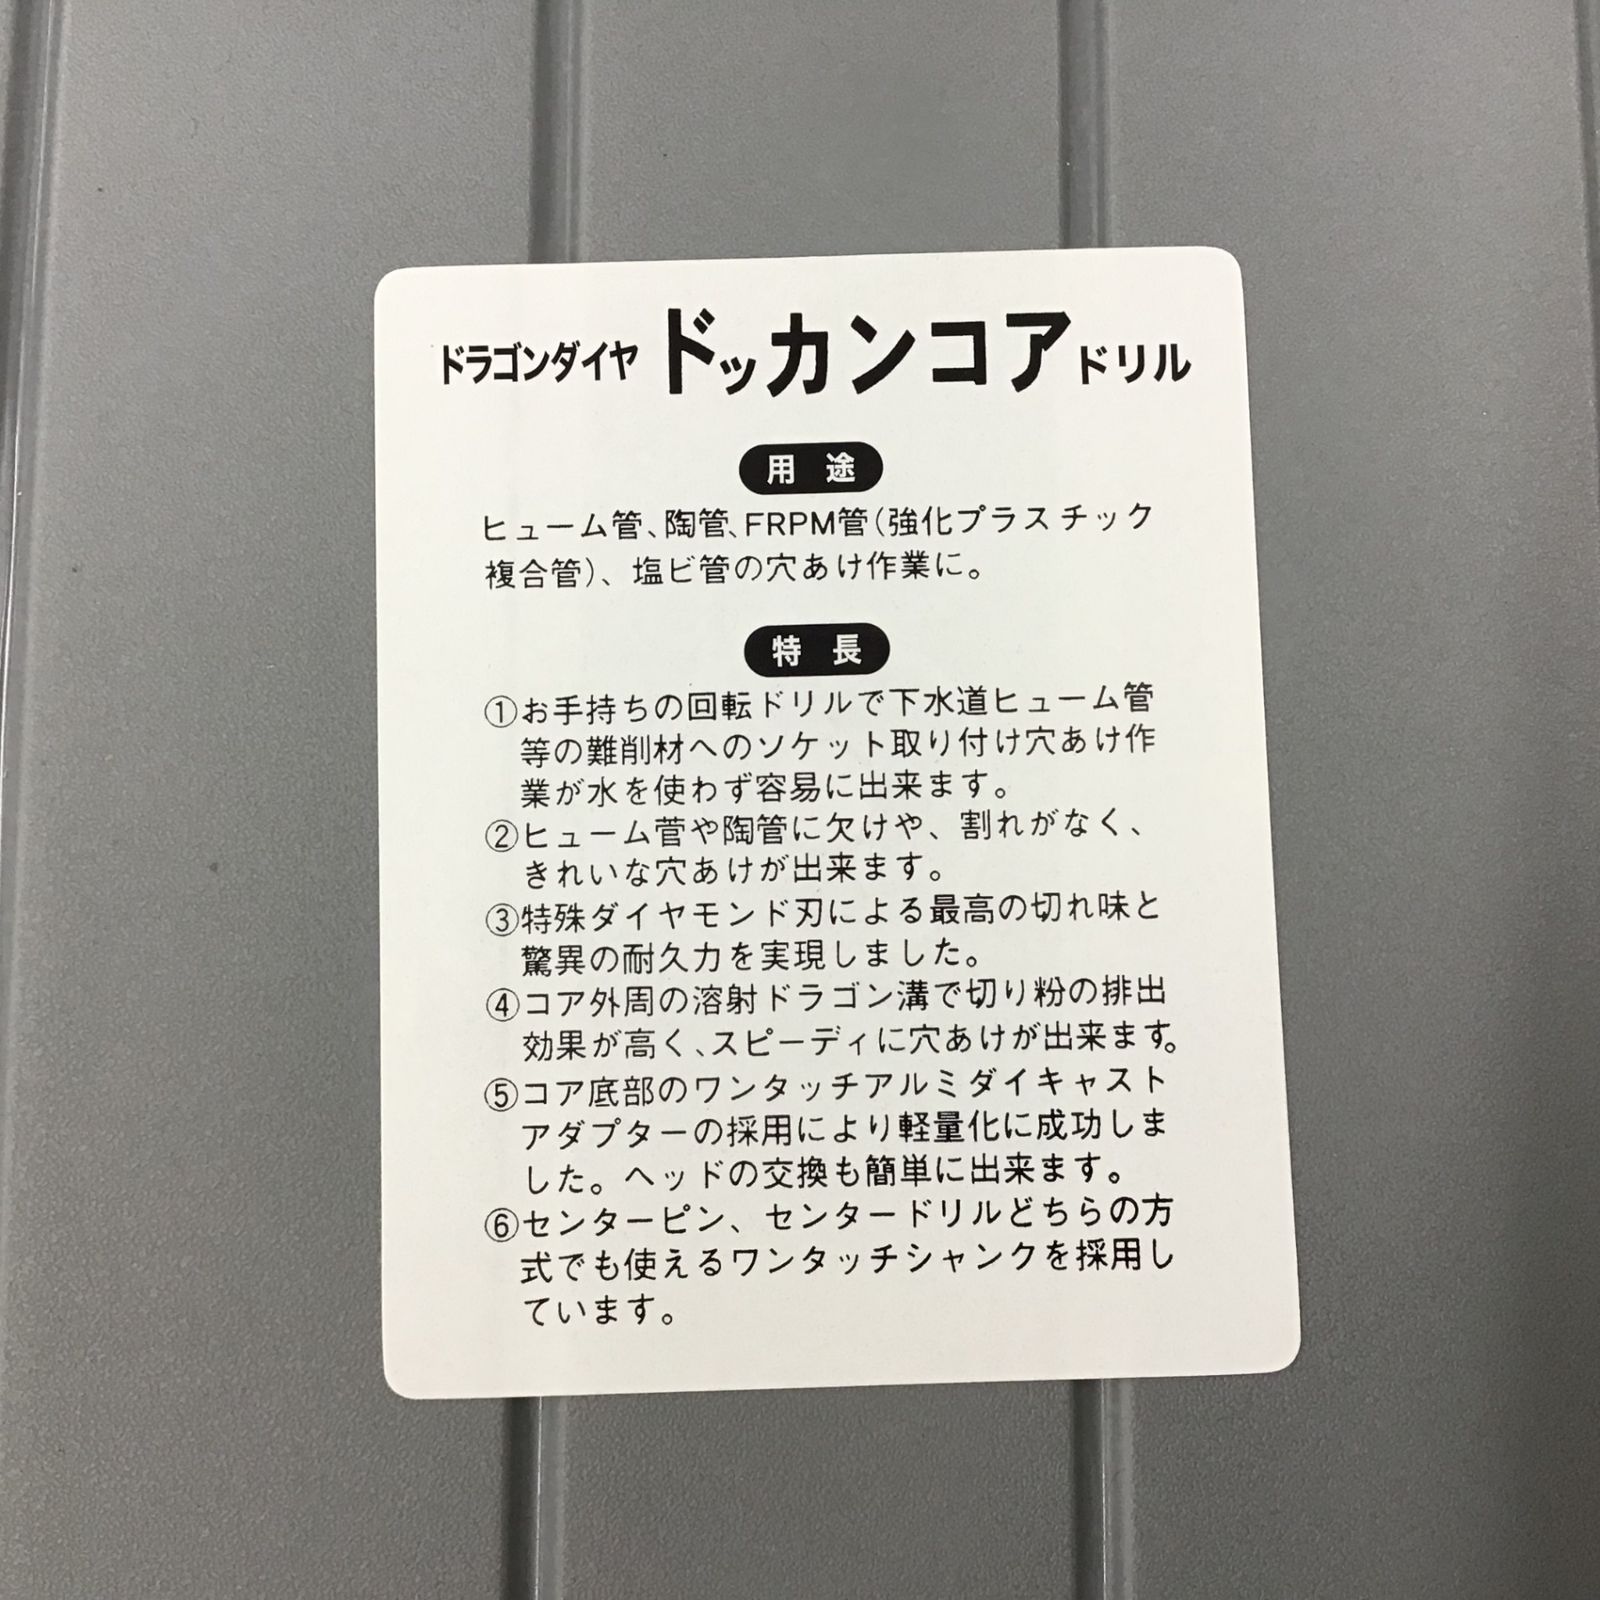 ドラゴンダイヤ ドッカンコアドリル
用途
ヒューム管、陶管、FRPM管(強化プラスチック
複合管)、塩ビ管の穴あけ作業に。
特長
①お手持ちの回転ドリルで下水道ヒューム管
等の難削材へのソケット取り付け穴あけ作
業が水を使わず容易に出来ます。
②ヒューム菅や陶管に欠けや、割れがなく、
きれいな穴あけが出来ます。
③特殊ダイヤモンド刃による最高の切れ味と
驚異の耐久力を実現しました。
④コア外周の溶射ドラゴン溝で切り粉の排出
効果が高く、スピーディに穴あけが出来ます。
⑤コア底部のワンタッチアルミダイキャスト
アダプターの採用により軽量化に成功しま
した。ヘッドの交換も簡単に出来ます。
⑥センターピン、センタードリルどちらの方
式でも使えるワンタッチシャンクを採用し
ています。